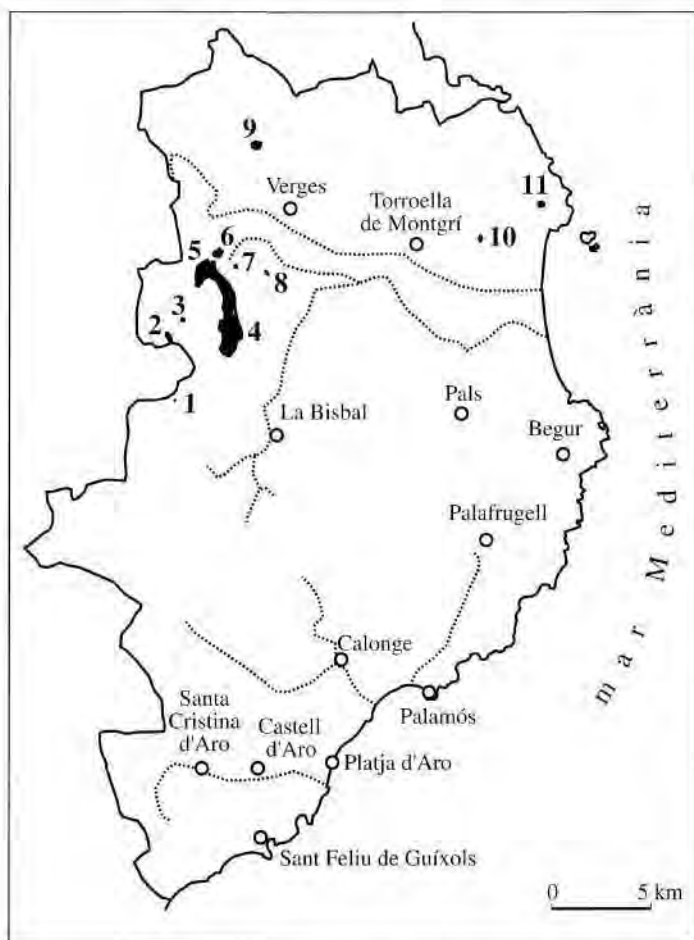 9
Verges
Torroella
de Montgrí
11
10
5
6
7
8
3
2
4
1
mar Mediterrània
La Bisbal
Pals
Begur
Palafrugell
Calonge
Palamós
Santa
Cristina
d'Aro
Castell
d'Aro
Platja d'Aro
Sant Feliu de Guíxols
0 5 km